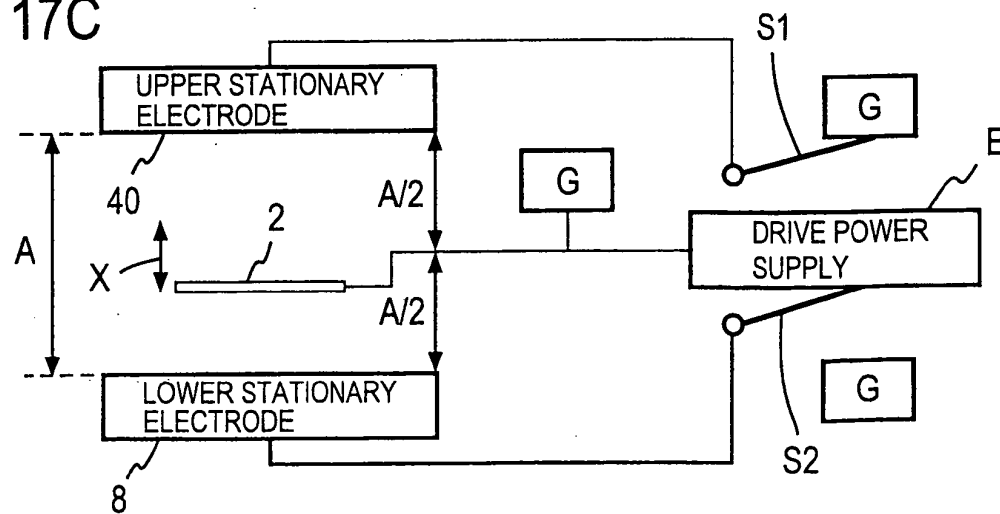 17C
S1
UPPER STATIONARY
ELECTRODE
G
E
40
A/2
G
2
A
X
DRIVE POWER
SUPPLY
A/2
LOWER STATIONARY
ELECTRODE
G
S2
8